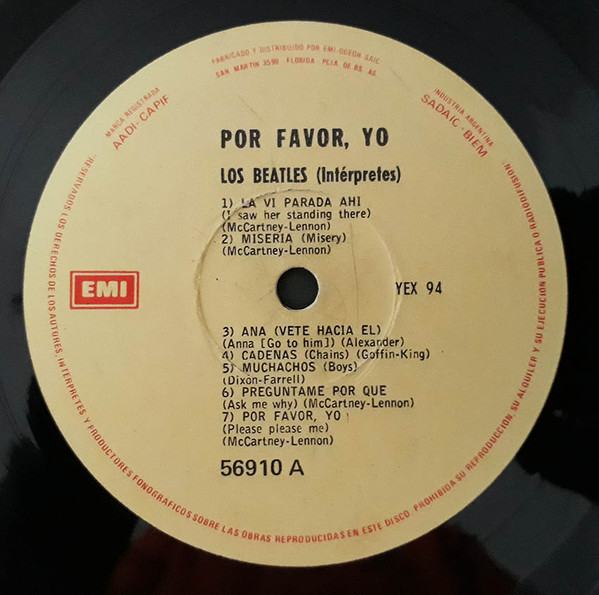 FABRICADO Y DISTRIBUIDO POR EMI-ODEON SAIC
SAN MARTIN 3590 FLORIDA PCIA. DE BS. AS.
MARCA REGISTRADA
AADI-CAPIF
INDUSTRIA ARGENTINA
SADAIC-BIEM
POR FAVOR, YO
LOS BEATLES (Intérpretes)
1) LA VI PARADA AHI
(I saw her standing there)
(McCartney-Lennon)
2) MISERIA (Misery)
(McCartney-Lennon)
EMI
YEX 94
3) ANA (VETE HACIA EL)
(Anna [Go to him]) (Alexander)
4) CADENAS (Chains) (Goffin-King)
5) MUCHACHOS (Boys)
(Dixon-Farrell)
6) PREGUNTAME POR QUE
(Ask me why) (McCartney-Lennon)
7) POR FAVOR, YO
(Please please me)
(McCartney-Lennon)
56910 A
RESERVADOS LOS DERECHOS DE LOS AUTORES, INTERPRETES Y PRODUCTORES FONOGRAFICOS SOBRE LAS OBRAS REPRODUCIDAS EN ESTE DISCO. PROHIBIDA SU REPRODUCCION, SU ALQUILER Y SU EJECUCION PUBLICA O RADIODIFUSION